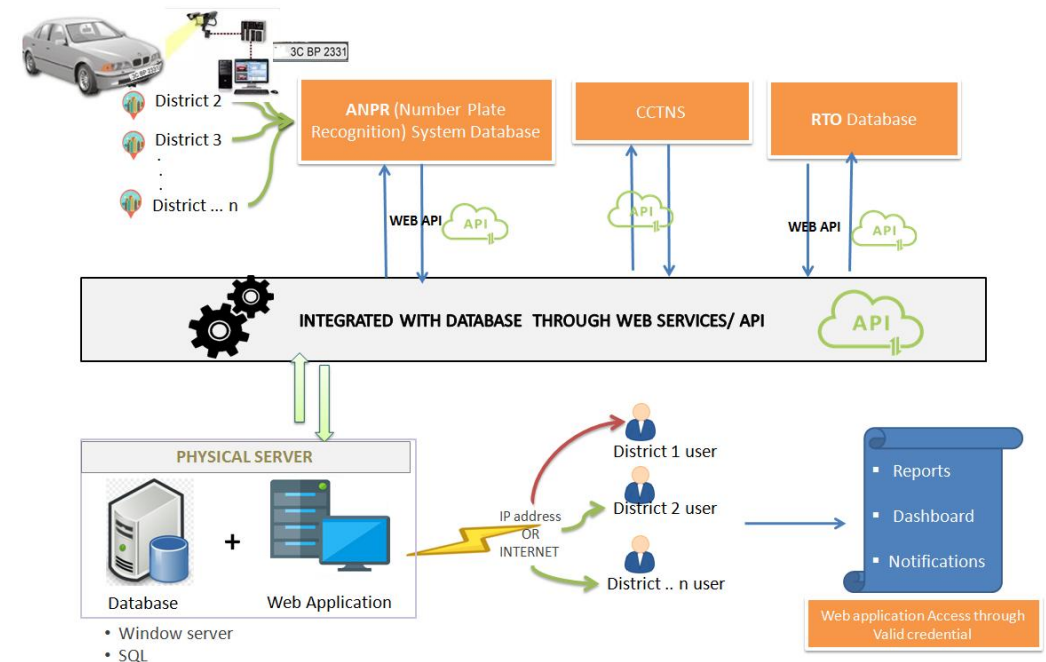 3C BP 2331
3C BP 2331
District 2
District 3
.
.
.
District ... n
ANPR (Number Plate
Recognition) System Database
CCTNS
RTO Database
WEB API
API
API
WEB API
API
INTEGRATED WITH DATABASE THROUGH WEB SERVICES/ API
API
PHYSICAL SERVER
+
Database
Web Application
• Window server
• SQL
IP address
OR
INTERNET
District 1 user
District 2 user
District .. n user
▪ Reports
▪ Dashboard
▪ Notifications
Web application Access through
Valid credential